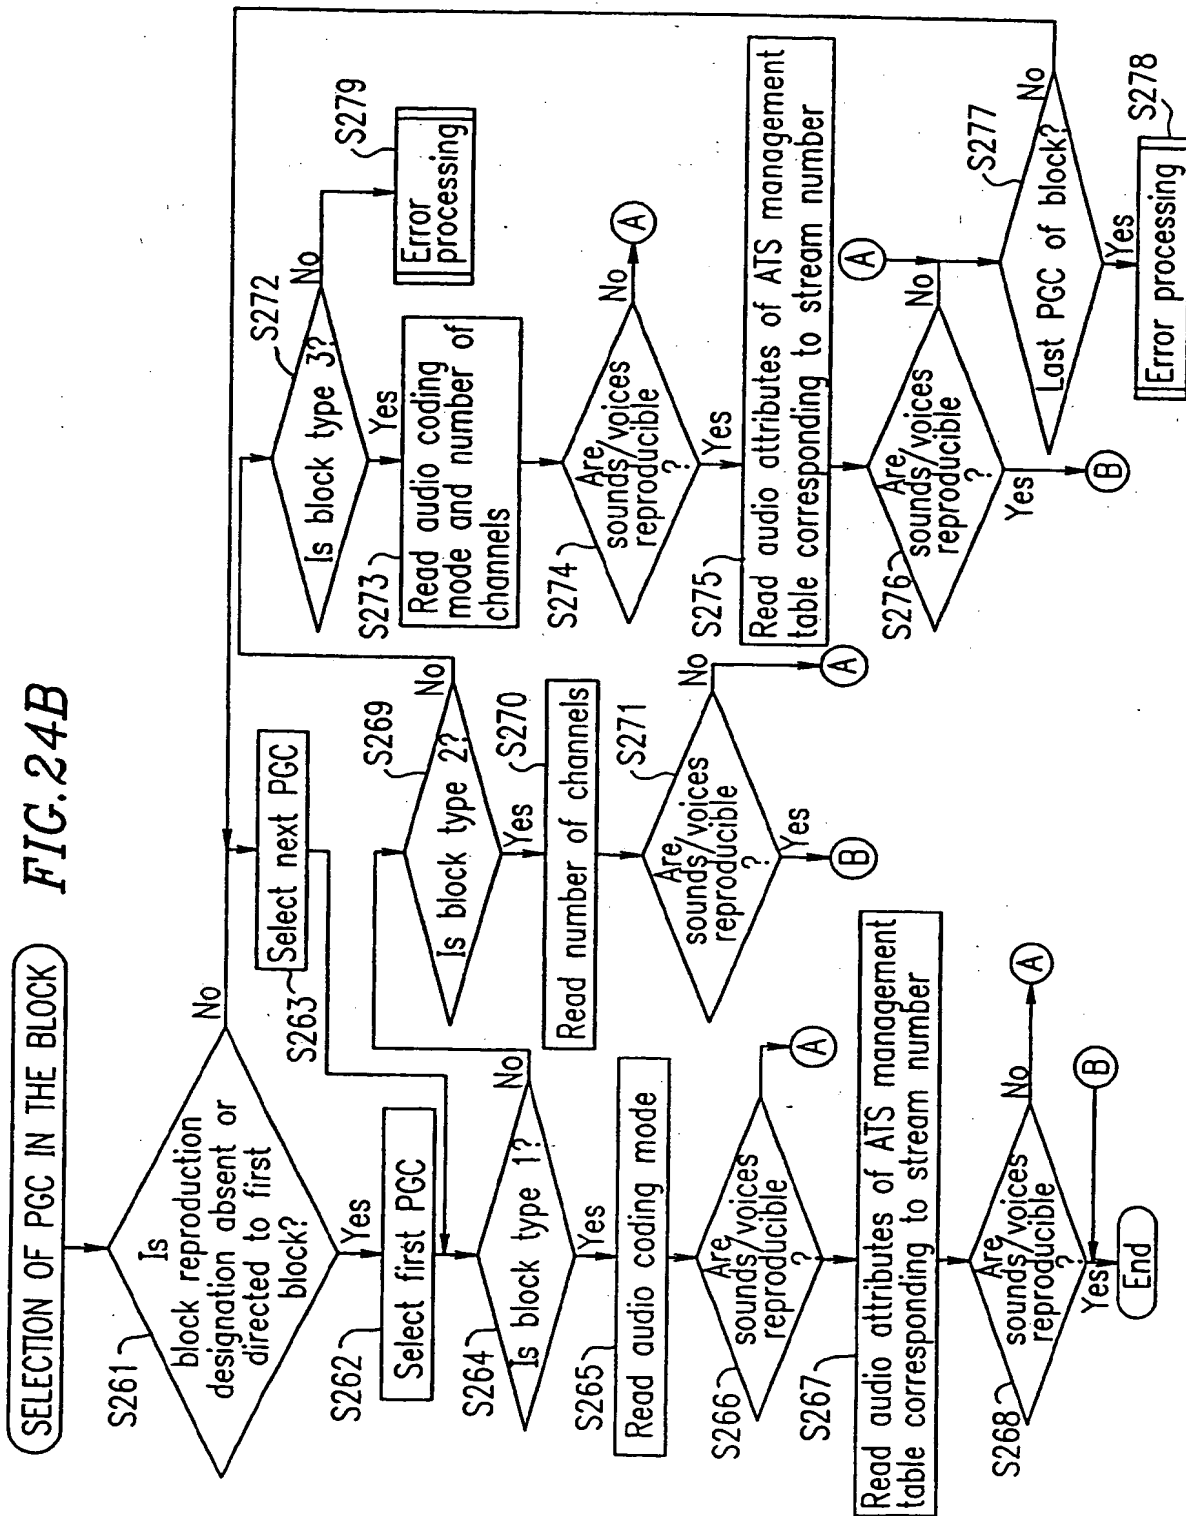 FIG.24B
SELECTION OF PGC IN THE BLOCK
S261
Is
block reproduction
designation absent or
directed to first
block?
No
Yes
S262
Select first PGC
S263
Select next PGC
S264
Is block type 1?
No
Yes
S265
Read audio coding mode
S266
Are
sounds/voices
reproducible
?
A
S267
Read audio attributes of ATS management
table corresponding to stream number
S268
Are
sounds/voices
reproducible
?
No
A
B
Yes
End
S269
Is block type 2?
No
Yes
S270
Read number of channels
S271
Are
sounds/voices
reproducible
?
No
A
Yes
B
S272
Is block type 3?
No
S279
Error
processing
Yes
S273
Read audio coding
mode and number of
channels
S274
Are
sounds/voices
reproducible
?
No
A
Yes
S275
Read audio attributes of ATS management
table corresponding to stream number
S276
Are
sounds/voices
reproducible
?
No
A
Yes
B
S277
Last PGC of block?
No
Yes
S278
Error processing